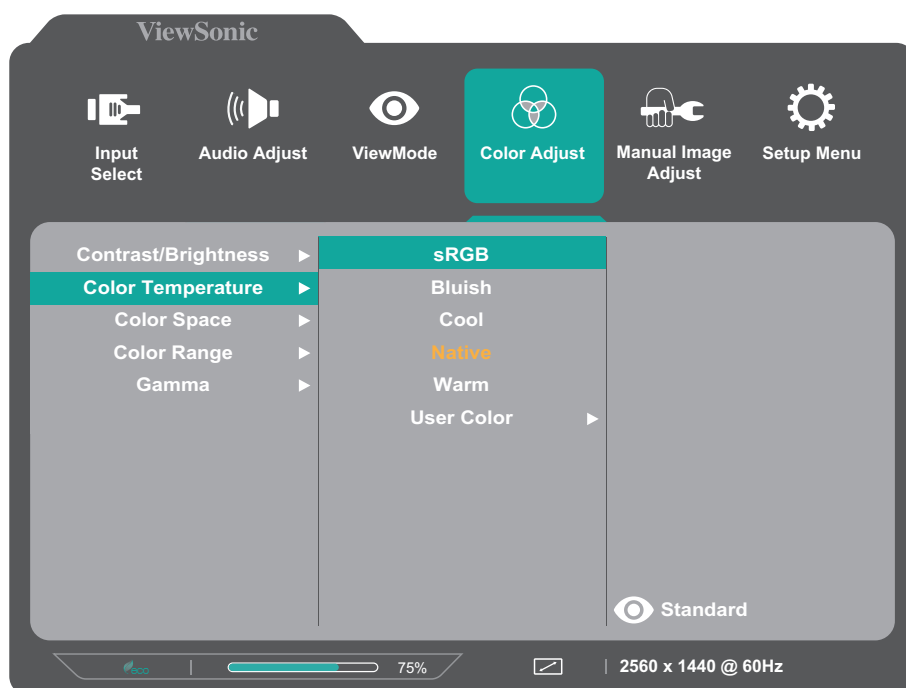 ViewSonic
Input Select
Audio Adjust
ViewMode
Color Adjust
Manual Image Adjust
Setup Menu
Contrast/Brightness
Color Temperature
Color Space
Color Range
Gamma
sRGB
Bluish
Cool
Native
Warm
User Color
Standard
eco
75%
2560 x 1440 @ 60Hz